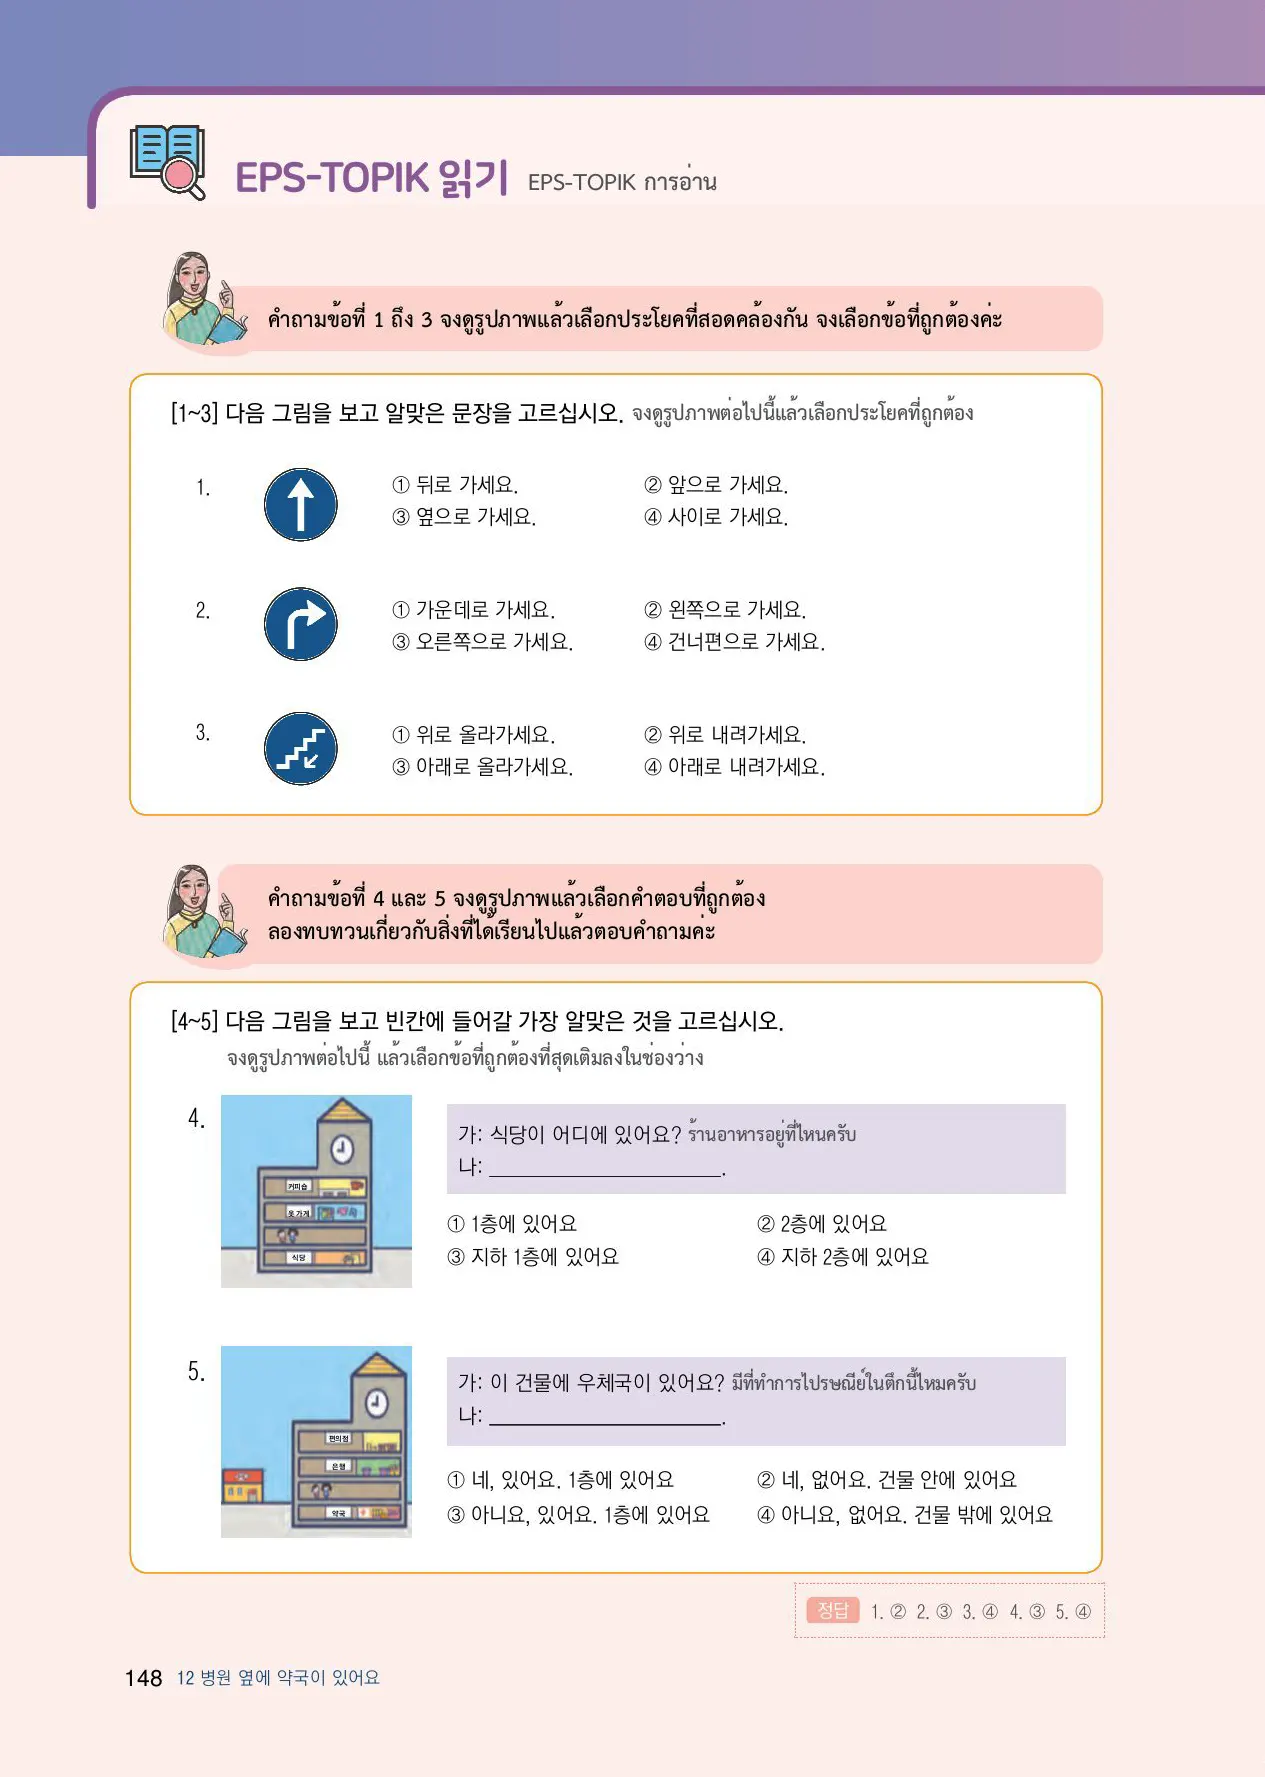 EPS-TOPIK 읽기 EPS-TOPIK การอ่าน
คำถามข้อที่ 1 ถึง 3 จงดูรูปภาพแล้วเลือกประโยคที่สอดคล้องกัน จงเลือกข้อที่ถูกต้องค่ะ
[1~3] 다음 그림을 보고 알맞은 문장을 고르십시오. จงดูรูปภาพต่อไปนี้แล้วเลือกประโยคที่ถูกต้อง
1. ① 뒤로 가세요. ② 앞으로 가세요.
③ 옆으로 가세요. ④ 사이로 가세요.
2. ① 가운데로 가세요. ② 왼쪽으로 가세요.
③ 오른쪽으로 가세요. ④ 건너편으로 가세요.
3. ① 위로 올라가세요. ② 위로 내려가세요.
③ 아래로 올라가세요. ④ 아래로 내려가세요.
คำถามข้อที่ 4 และ 5 จงดูรูปภาพแล้วเลือกคำตอบที่ถูกต้อง
ลองทบทวนเกี่ยวกับสิ่งที่ได้เรียนไปแล้วตอบคำถามค่ะ
[4~5] 다음 그림을 보고 빈칸에 들어갈 가장 알맞은 것을 고르십시오.
จงดูรูปภาพต่อไปนี้ แล้วเลือกข้อที่ถูกต้องที่สุดเติมลงในช่องว่าง
4.
커피숍
옷 가게
식당
가: 식당이 어디에 있어요? ร้านอาหารอยู่ที่ไหนครับ
나: ______________________.
① 1층에 있어요 ② 2층에 있어요
③ 지하 1층에 있어요 ④ 지하 2층에 있어요
5.
편의점
은행
약국
가: 이 건물에 우체국이 있어요? มีที่ทำการไปรษณีย์ในตึกนี้ไหมครับ
나: ______________________.
① 네, 있어요. 1층에 있어요 ② 네, 없어요. 건물 안에 있어요
③ 아니요, 있어요. 1층에 있어요 ④ 아니요, 없어요. 건물 밖에 있어요
정답 1. ② 2. ③ 3. ④ 4. ③ 5. ④
148 12 병원 옆에 약국이 있어요